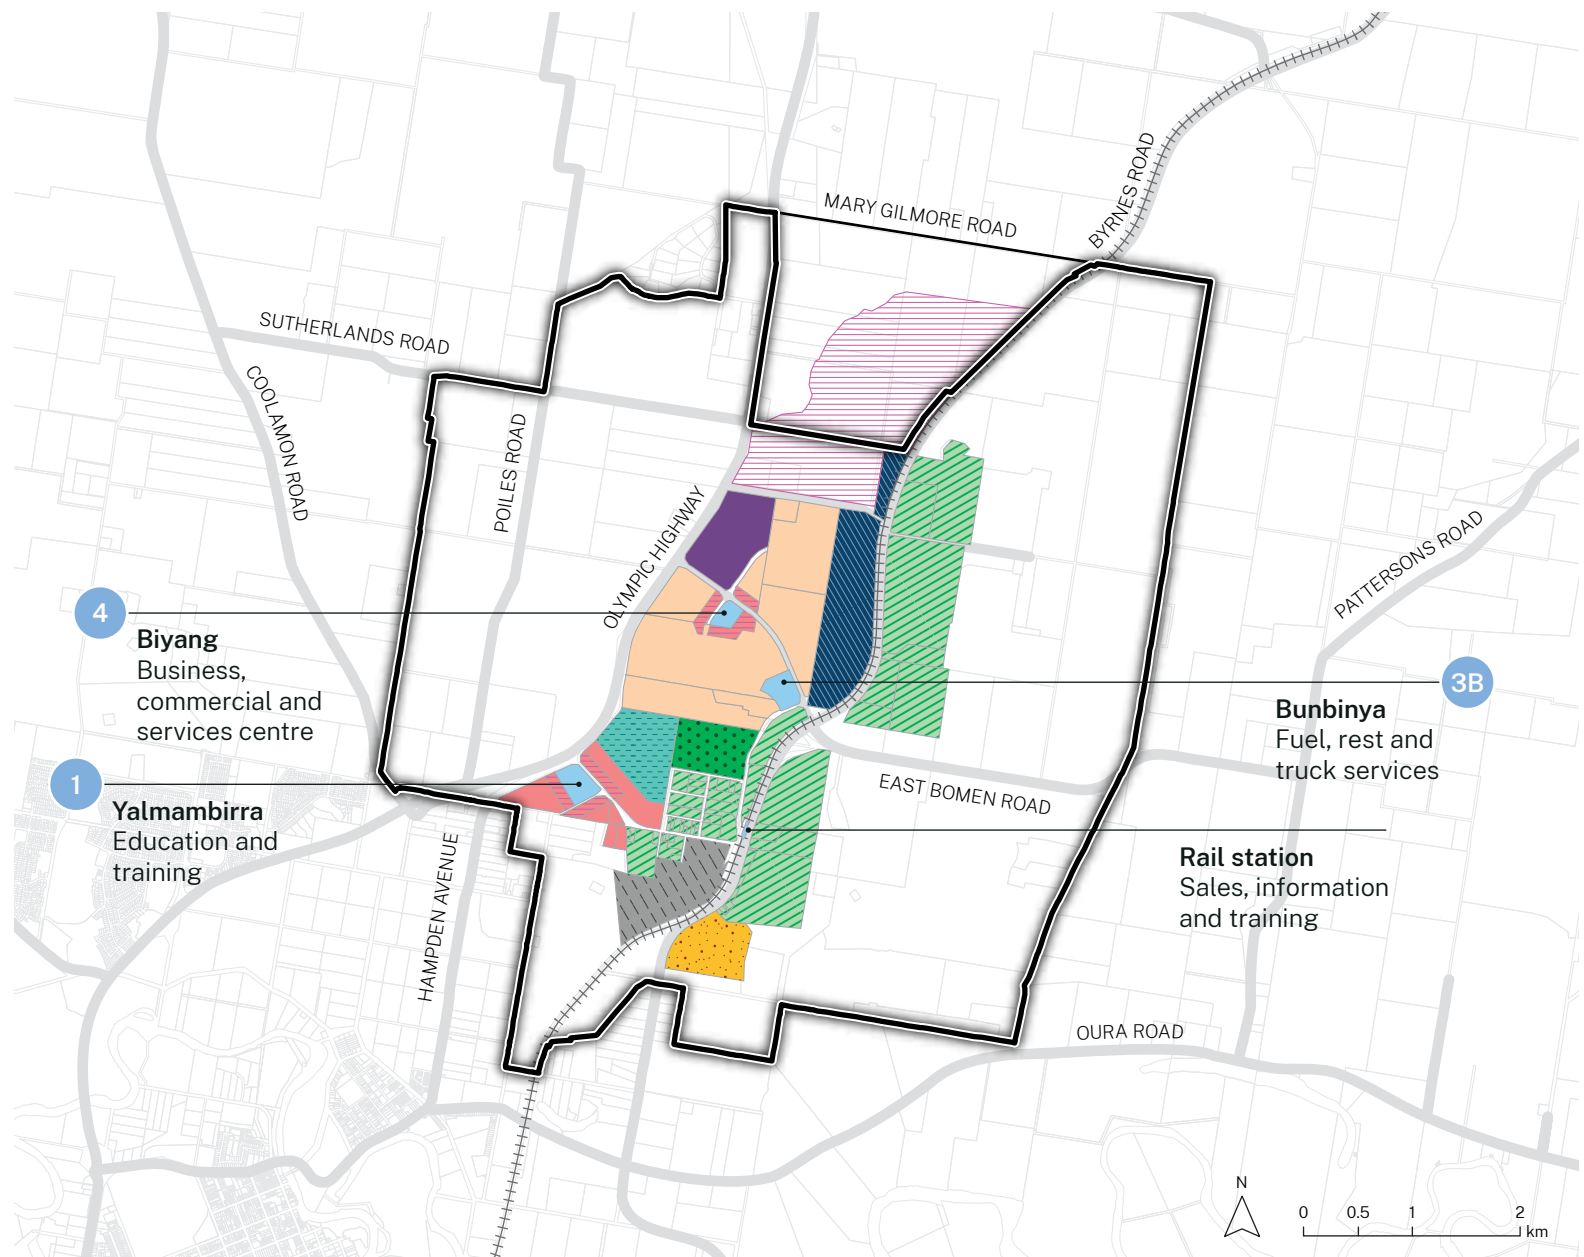 MARY GILMORE ROAD
BYRNES ROAD
SUTHERLANDS ROAD
COOLAMON ROAD
POILES ROAD
OLYMPIC HIGHWAY
PATTERSONS ROAD
4
Biyang
Business,
commercial and
services centre
3B
Bunbinya
Fuel, rest and
truck services
1
Yalmambirra
Education and
training
EAST BOMEN ROAD
Rail station
Sales, information
and training
HAMPDEN AVENUE
OURA ROAD
N
0 0.5 1 2
km